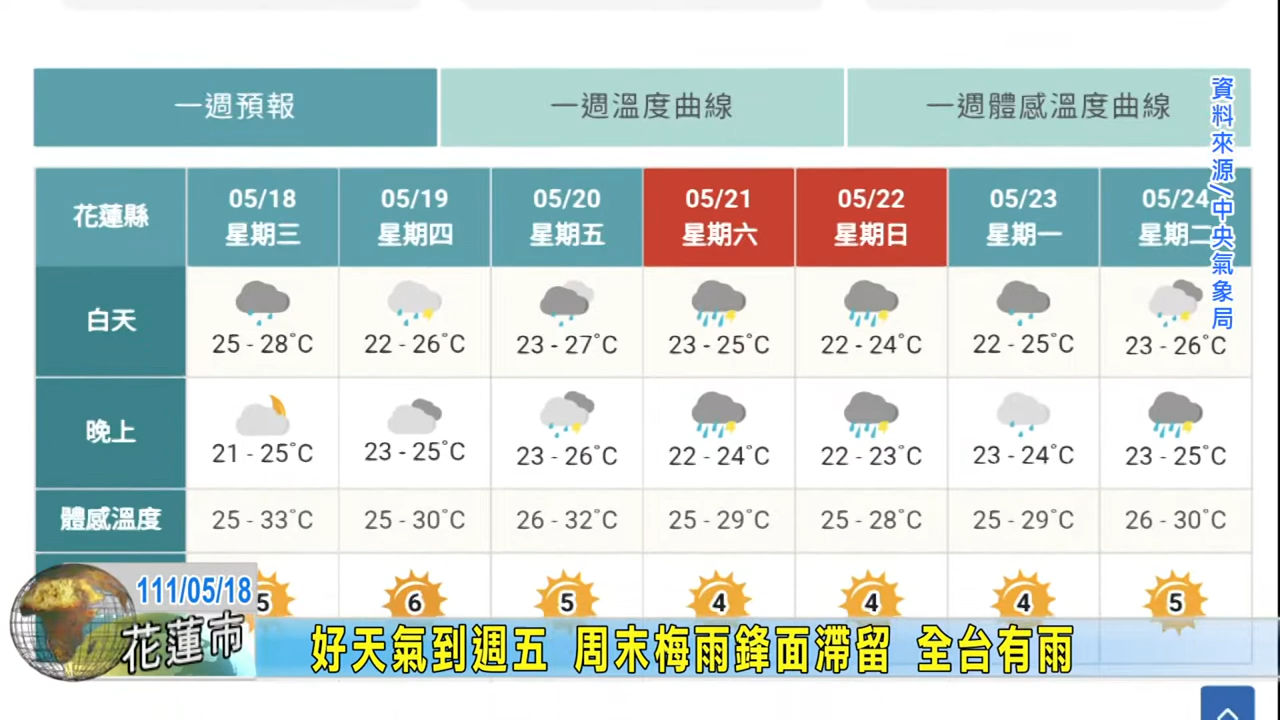 一週預報
一週溫度曲線
一週體感溫度曲線
資料來源/中央氣象局
花蓮縣
05/18
星期三
05/19
星期四
05/20
星期五
05/21
星期六
05/22
星期日
05/23
星期一
05/24
星期二
白天
25 - 28°C
22 - 26°C
23 - 27°C
23 - 25°C
22 - 24°C
22 - 25°C
23 - 26°C
晚上
21 - 25°C
23 - 25°C
23 - 26°C
22 - 24°C
22 - 23°C
23 - 24°C
23 - 25°C
體感溫度
25 - 33°C
25 - 30°C
26 - 32°C
25 - 29°C
25 - 28°C
25 - 29°C
26 - 30°C
5
6
5
4
4
4
5
111/05/18
花蓮市
好天氣到週五 周末梅雨鋒面滯留 全台有雨